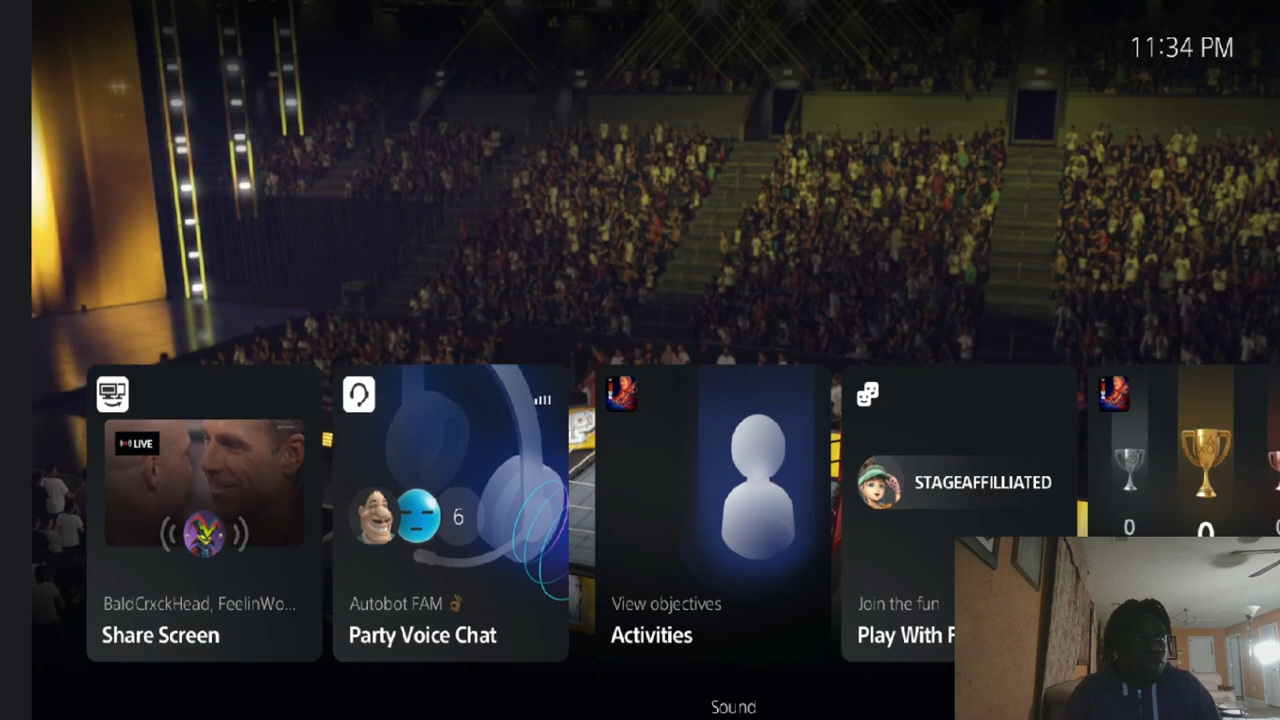 11:34 PM
LIVE
6
STAGEAFFILLIATED
0
0
BaldCrxckHead, FeelinWo...
Share Screen
Autobot FAM 👌
Party Voice Chat
View objectives
Activities
Join the fun
Play With F
Sound